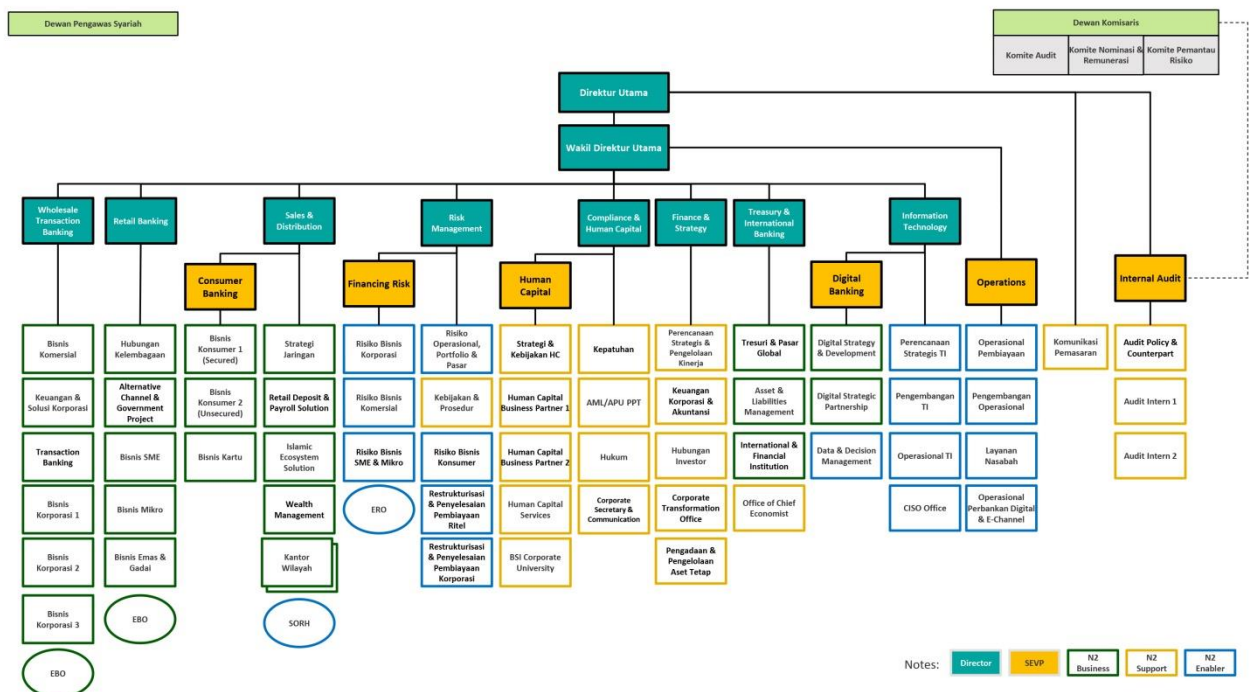 Dewan Pengawas Syariah
Dewan Komisaris
Komite Audit
Komite Nominasi &
Remunerasi
Komite Pemantau
Risiko
Direktur Utama
Wakil Direktur Utama
Wholesale
Transaction
Banking
Retail Banking
Sales &
Distribution
Risk
Management
Compliance &
Human Capital
Finance &
Strategy
Treasury &
International
Banking
Information
Technology
Consumer
Banking
Financing Risk
Human
Capital
Digital
Banking
Operations
Internal Audit
Bisnis
Komersial
Keuangan &
Solusi Korporasi
Transaction
Banking
Bisnis
Korporasi 1
Bisnis
Korporasi 2
Bisnis
Korporasi 3
EBO
Hubungan
Kelembagaan
Alternative
Channel &
Government
Project
Bisnis SME
Bisnis Mikro
Bisnis Emas &
Gadai
EBO
Bisnis
Konsumer 1
(Secured)
Bisnis
Konsumer 2
(Unsecured)
Bisnis Kartu
Strategi
Jaringan
Retail Deposit &
Payroll Solution
Islamic
Ecosystem
Solution
Wealth
Management
Kantor
Wilayah
SORH
Risiko Bisnis
Korporasi
Risiko Bisnis
Komersial
Risiko Bisnis
SME & Mikro
ERO
Risiko
Operasional,
Portfolio &
Pasar
Kebijakan &
Prosedur
Risiko Bisnis
Konsumer
Restrukturisasi
& Penyelesaian
Pembiayaan
Ritel
Restrukturisasi
& Penyelesaian
Pembiayaan
Korporasi
Strategi &
Kebijakan HC
Human Capital
Business Partner 1
Human Capital
Business Partner 2
Human Capital
Services
BSI Corporate
University
Kepatuhan
AML/APU PPT
Hukum
Corporate
Secretary &
Communication
Perencanaan
Strategis &
Pengelolaan
Kinerja
Keuangan
Korporasi &
Akuntansi
Hubungan
Investor
Corporate
Transformation
Office
Pengadaan &
Pengelolaan
Aset Tetap
Tresuri & Pasar
Global
Asset &
Liabilities
Management
International &
Financial
Institution
Office of Chief
Economist
Digital Strategy
& Development
Digital Strategic
Partnership
Data & Decision
Management
Perencanaan
Strategis TI
Pengembangan
TI
Operasional TI
CISO Office
Operasional
Pembiayaan
Pengembangan
Operasional
Layanan
Nasabah
Operasional
Perbankan Digital
& E-Channel
Komunikasi
Pemasaran
Audit Policy &
Counterpart
Audit Intern 1
Audit Intern 2
Notes:
Director
SEVP
N2
Business
N2
Support
N2
Enabler